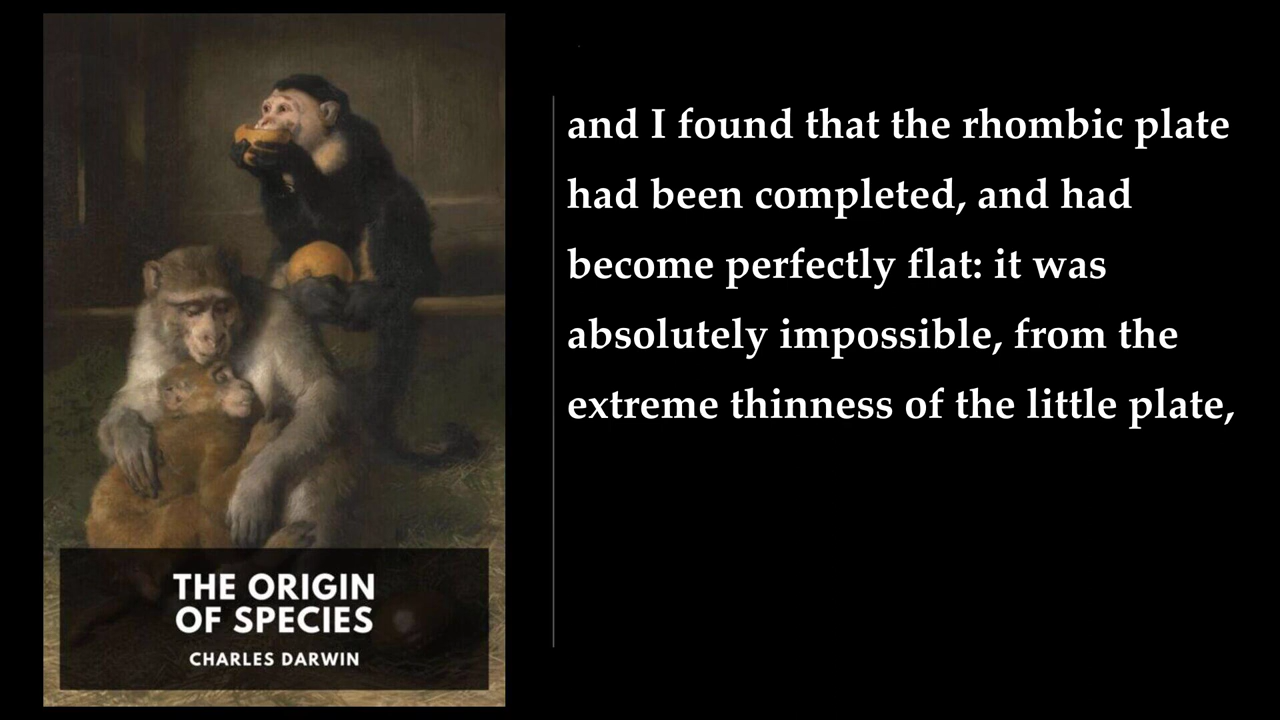 THE ORIGIN
OF SPECIES
CHARLES DARWIN
and I found that the rhombic plate
had been completed, and had
become perfectly flat: it was
absolutely impossible, from the
extreme thinness of the little plate,